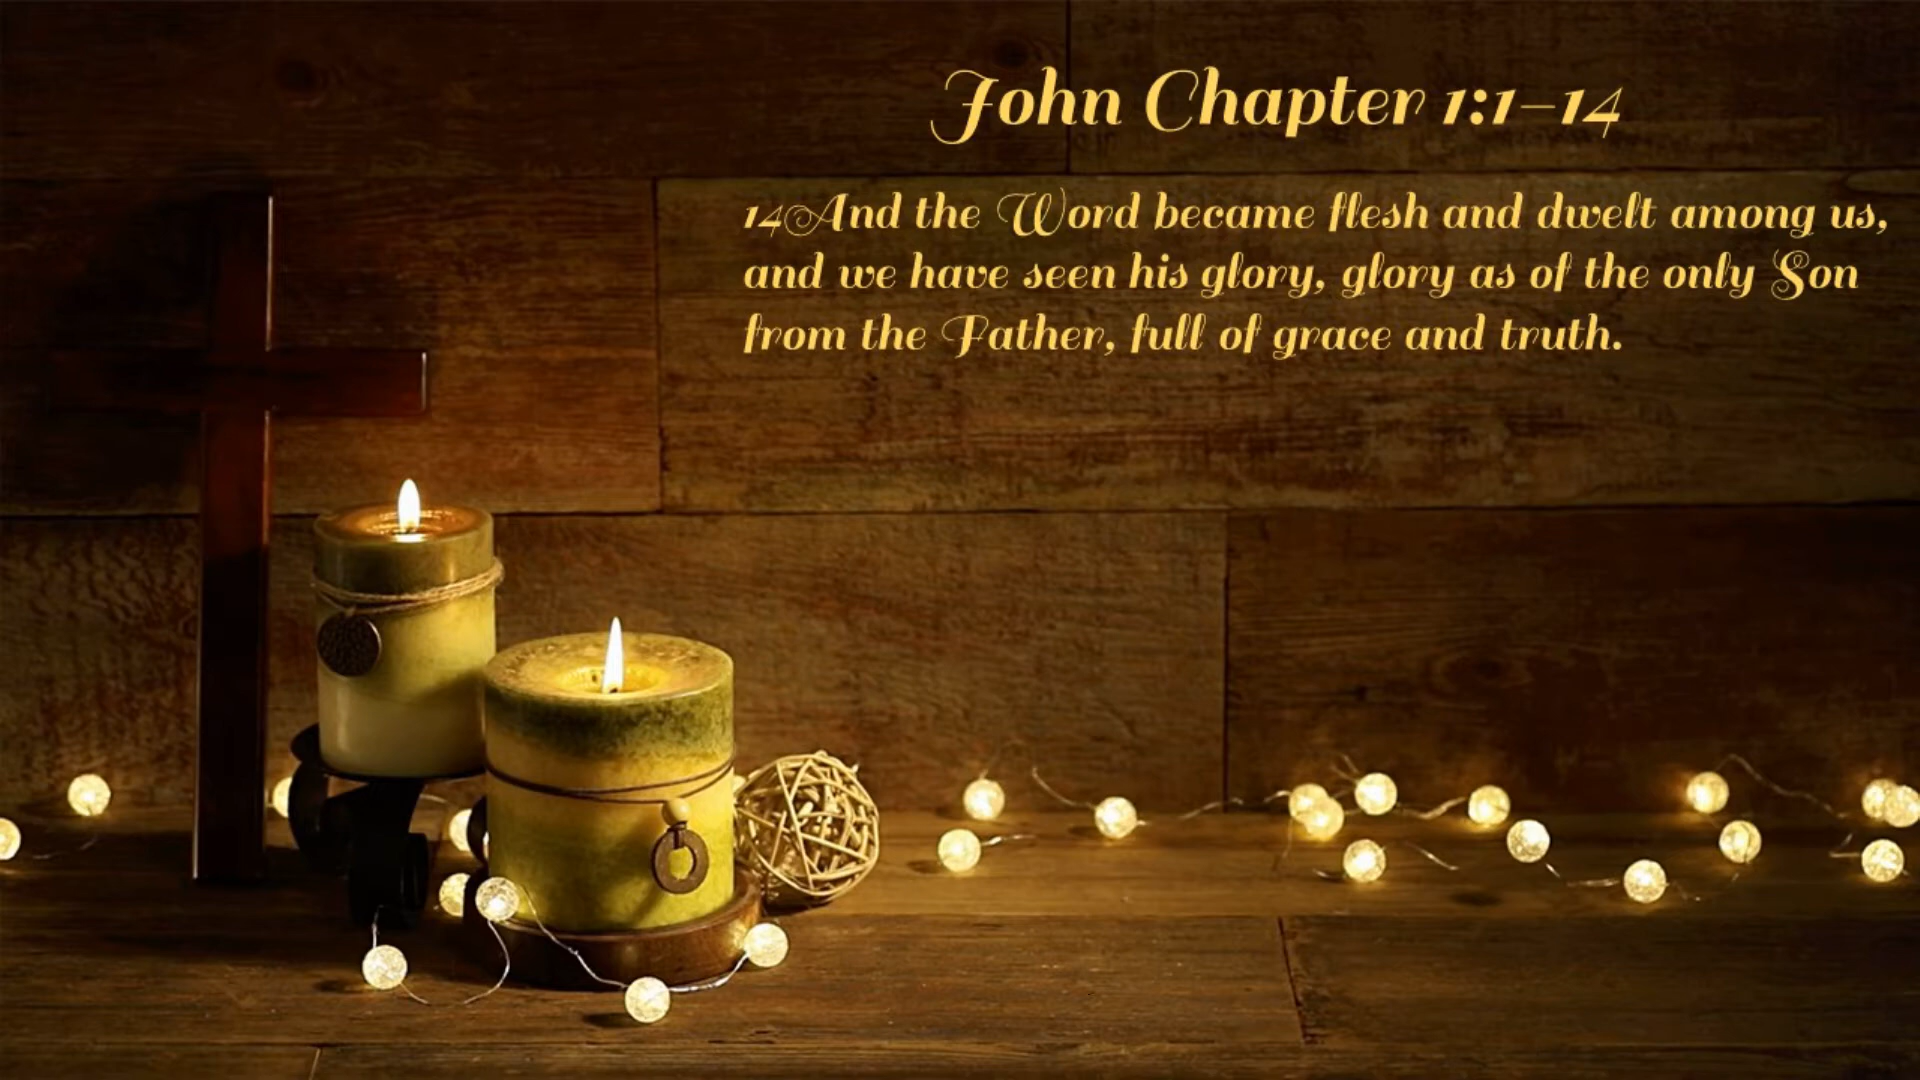 John Chapter 1:1–14
14And the Word became flesh and dwelt among us,
and we have seen his glory, glory as of the only Son
from the Father, full of grace and truth.